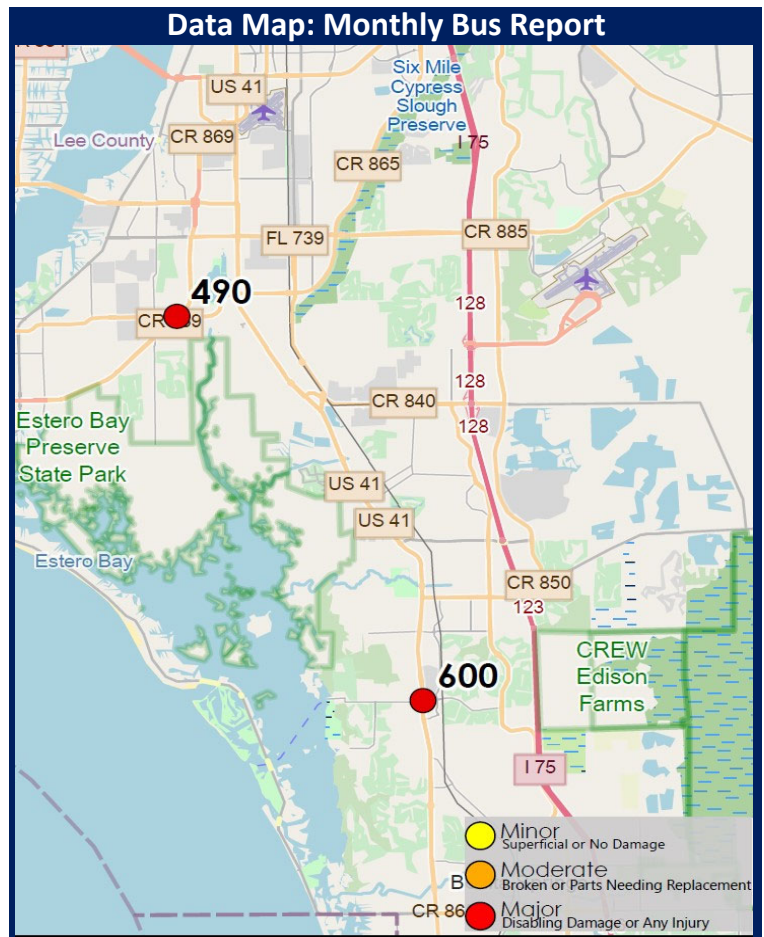 Data Map: Monthly Bus Report
US 41
Six Mile
Cypress
Slough
Preserve
Lee County
CR 869
I 75
CR 865
FL 739
CR 885
490
128
128
CR 840
128
Estero Bay
Preserve
State Park
US 41
US 41
Estero Bay
CR 850
123
CREW
Edison
Farms
600
I 75
Minor
Superficial or No Damage
Moderate
Broken or Parts Needing Replacement
CR 86
Major
Disabling Damage or Any Injury